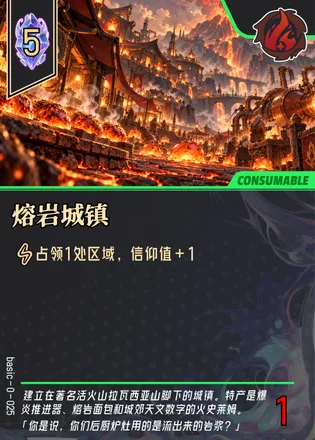 5
CONSUMABLE
熔岩城镇
占领1处区域，信仰值+1
建立在著名活火山拉瓦西亚山脚下的城镇。特产是爆
炎推进器、熔岩面包和城郊天文数字的火史莱姆。
「你是说，你们后厨炉灶用的是流出来的岩浆？」
1
basic-0-025